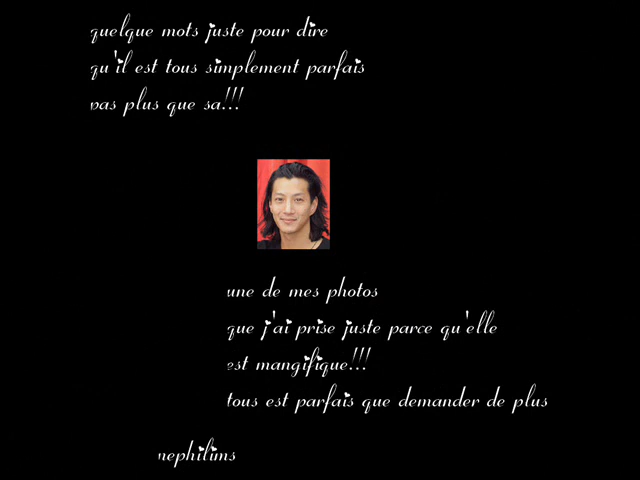 quelque mots juste pour dire
qu'il est tous simplement parfais
pas plus que sa!!!
une de mes photos
que j'ai prise juste parce qu'elle
est mangifique!!!
tous est parfais que demander de plus
nephilims